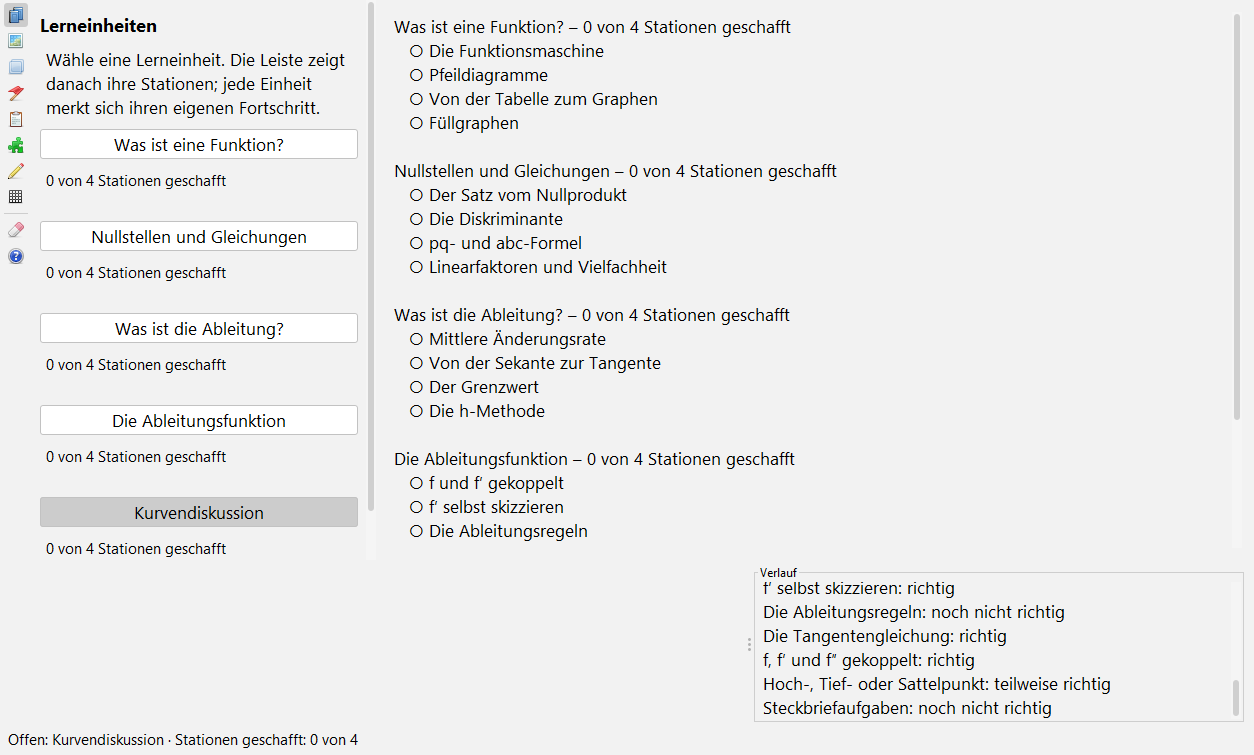 Lerneinheiten
Wähle eine Lerneinheit. Die Leiste zeigt
danach ihre Stationen; jede Einheit
merkt sich ihren eigenen Fortschritt.
Was ist eine Funktion?
0 von 4 Stationen geschafft
Nullstellen und Gleichungen
0 von 4 Stationen geschafft
Was ist die Ableitung?
0 von 4 Stationen geschafft
Die Ableitungsfunktion
0 von 4 Stationen geschafft
Kurvendiskussion
0 von 4 Stationen geschafft
Was ist eine Funktion? – 0 von 4 Stationen geschafft
○ Die Funktionsmaschine
○ Pfeildiagramme
○ Von der Tabelle zum Graphen
○ Füllgraphen
Nullstellen und Gleichungen – 0 von 4 Stationen geschafft
○ Der Satz vom Nullprodukt
○ Die Diskriminante
○ pq- und abc-Formel
○ Linearfaktoren und Vielfachheit
Was ist die Ableitung? – 0 von 4 Stationen geschafft
○ Mittlere Änderungsrate
○ Von der Sekante zur Tangente
○ Der Grenzwert
○ Die h-Methode
Die Ableitungsfunktion – 0 von 4 Stationen geschafft
○ f und f′ gekoppelt
○ f′ selbst skizzieren
○ Die Ableitungsregeln
Verlauf
f′ selbst skizzieren: richtig
Die Ableitungsregeln: noch nicht richtig
Die Tangentengleichung: richtig
f, f′ und f″ gekoppelt: richtig
Hoch-, Tief- oder Sattelpunkt: teilweise richtig
Steckbriefaufgaben: noch nicht richtig
Offen: Kurvendiskussion · Stationen geschafft: 0 von 4